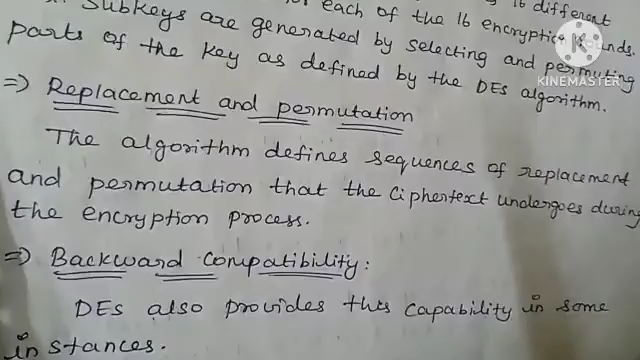 Subkeys are generated by selecting and permuting
each of the 16 encryption
16 different
parts of the key as defined by the DES algorithm.
=> Replacement and permutation
The algorithm defines sequences of replacement
and permutation that the ciphertext undergoes during
the encryption process.
=> Backward Compatibility:
DES also provides this capability in some
instances.
KINEMASTER